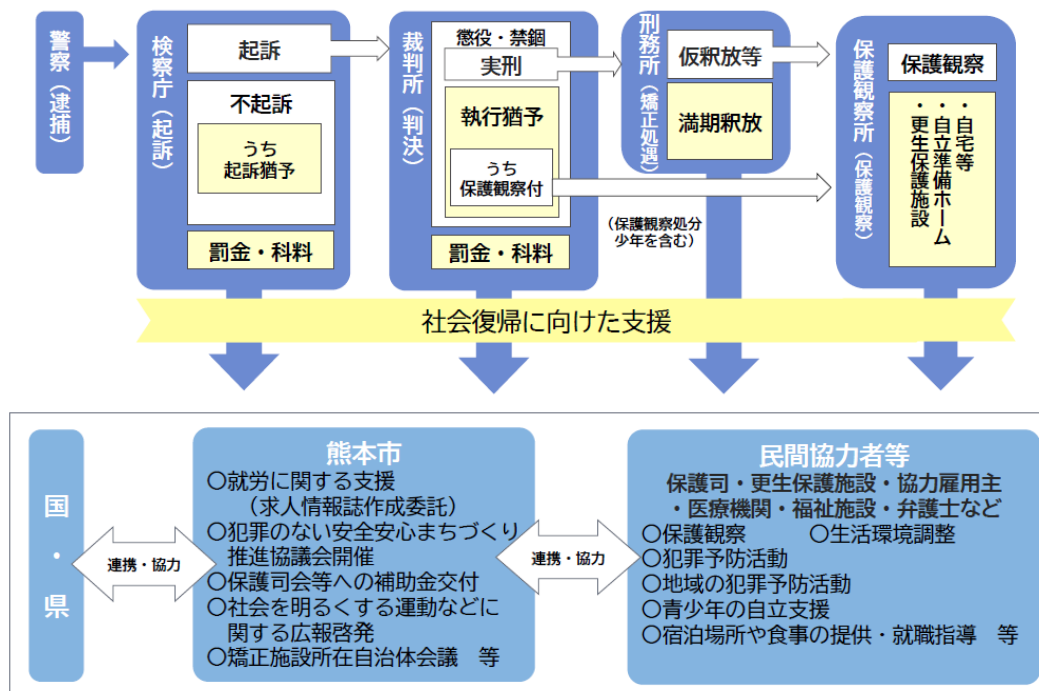 警察（逮捕）
検察庁（起訴）
起訴
不起訴
うち
起訴猶予
罰金・科料
裁判所（判決）
懲役・禁錮
実刑
執行猶予
うち
保護観察付
罰金・科料
刑務所（矯正処遇）
仮釈放等
満期釈放
（保護観察処分
少年を含む）
保護観察所（保護観察）
保護観察
・自宅等
・自立準備ホーム
・更生保護施設
社会復帰に向けた支援
国・県
連携・協力
熊本市
〇就労に関する支援
（求人情報誌作成委託）
〇犯罪のない安全安心まちづくり
推進協議会開催
〇保護司会等への補助金交付
〇社会を明るくする運動などに
関する広報啓発
〇矯正施設所在自治体会議　等
連携・協力
民間協力者等
保護司・更生保護施設・協力雇用主
・医療機関・福祉施設・弁護士など
〇保護観察　　　〇生活環境調整
〇犯罪予防活動
〇地域の犯罪予防活動
〇青少年の自立支援
〇宿泊場所や食事の提供・就職指導　等